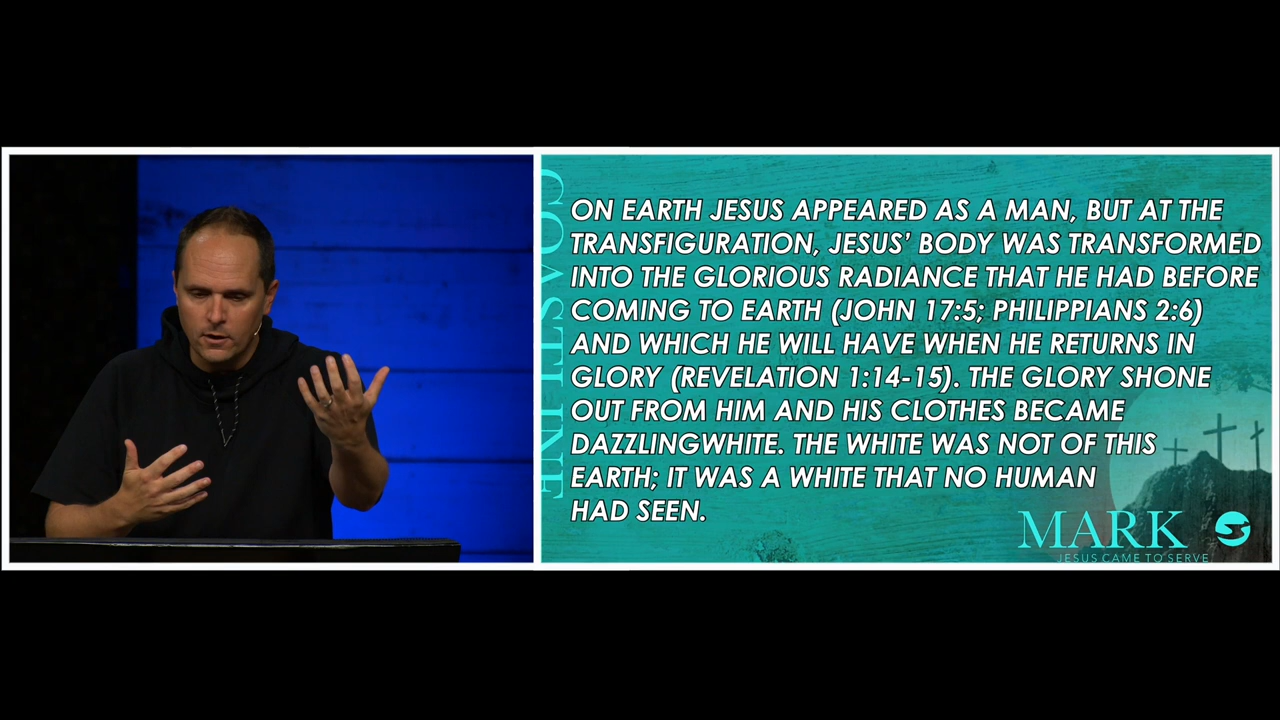 COASTLINE
ON EARTH JESUS APPEARED AS A MAN, BUT AT THE
TRANSFIGURATION, JESUS’ BODY WAS TRANSFORMED
INTO THE GLORIOUS RADIANCE THAT HE HAD BEFORE
COMING TO EARTH (JOHN 17:5; PHILIPPIANS 2:6)
AND WHICH HE WILL HAVE WHEN HE RETURNS IN
GLORY (REVELATION 1:14-15). THE GLORY SHONE
OUT FROM HIM AND HIS CLOTHES BECAME
DAZZLINGWHITE. THE WHITE WAS NOT OF THIS
EARTH; IT WAS A WHITE THAT NO HUMAN
HAD SEEN.
MARK
JESUS CAME TO SERVE